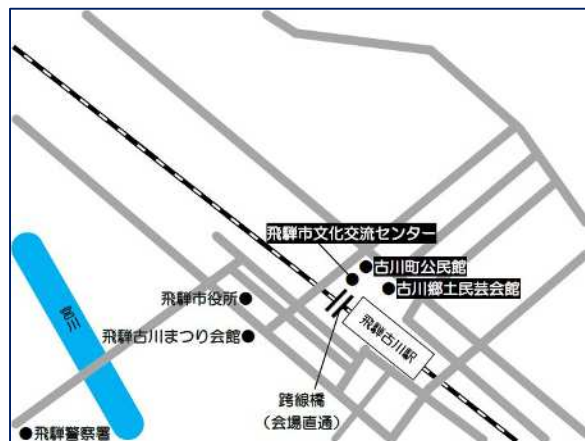 飛騨市文化交流センター
古川町公民館
古川郷土民芸会館
飛騨市役所
飛騨古川まつり会館
飛騨古川駅
宮川
跨線橋
（会場直通）
飛騨警察署